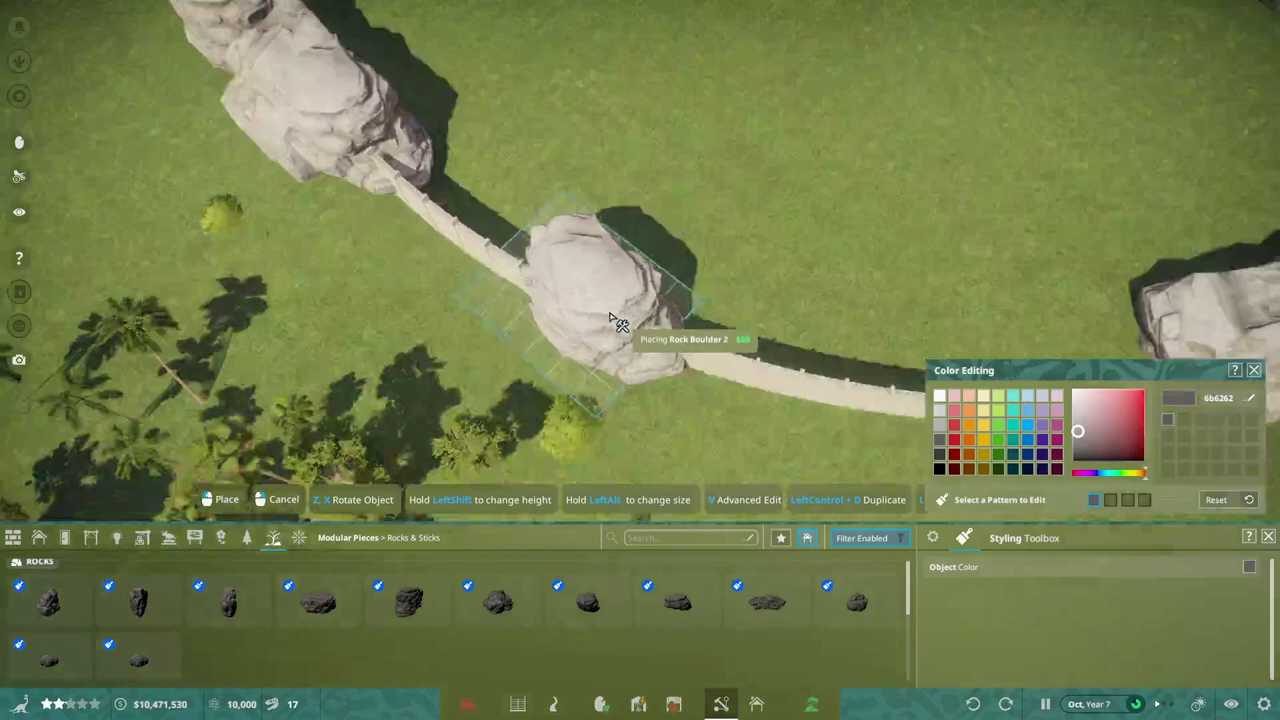 Placing Rock Boulder 2 $80
Color Editing
?
6b6262
Place
Cancel
Z, X Rotate Object
Hold LeftShift to change height
Hold LeftAlt to change size
V Advanced Edit
LeftControl + D Duplicate
Select a Pattern to Edit
Reset
Modular Pieces > Rocks & Sticks
Search...
Filter Enabled
Styling Toolbox
?
ROCKS
Object Color
?
$10,471,530
10,000
17
Oct, Year 7